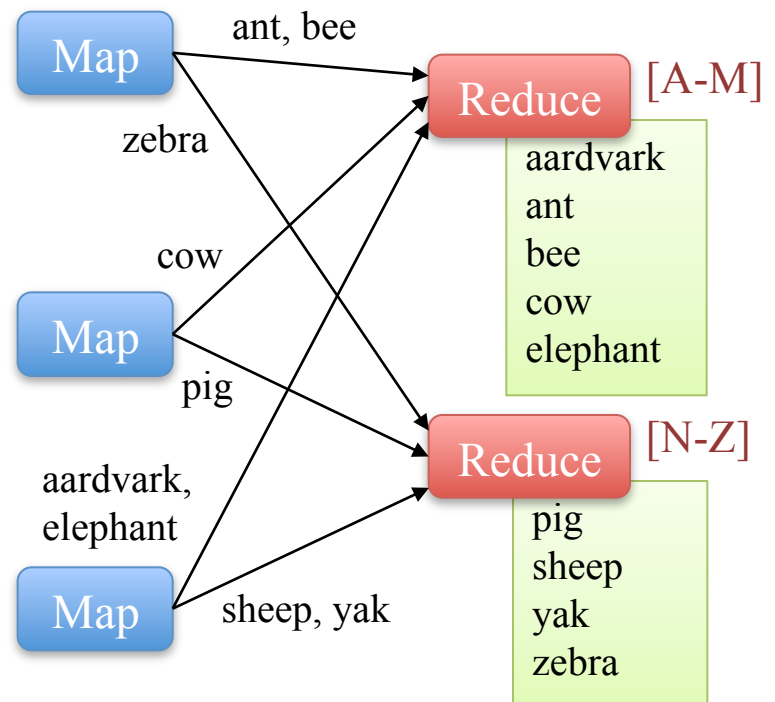 ant, bee
Map
Reduce
[A-M]
zebra
aardvark
ant
bee
cow
elephant
cow
Map
pig
Reduce
[N-Z]
aardvark,
elephant
pig
sheep
yak
zebra
Map
sheep, yak